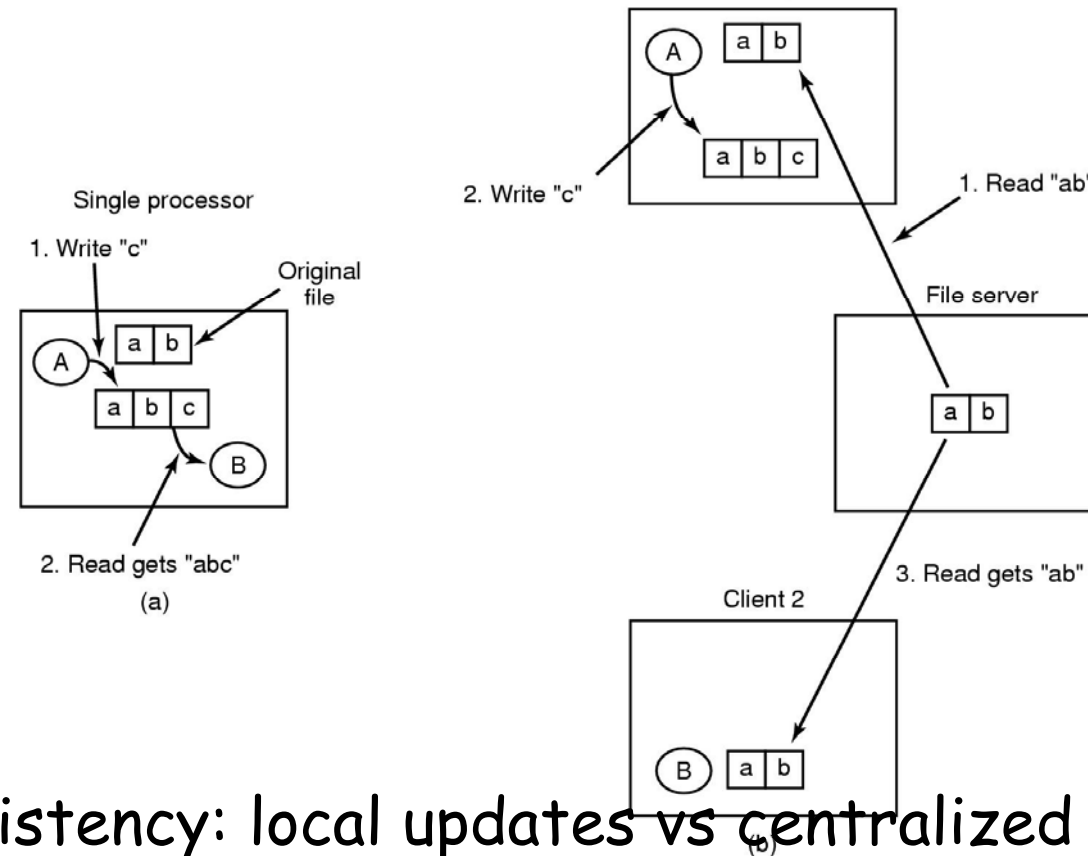 Single processor
1. Write "c"
Original
file
A
a b
a b c
B
2. Read gets "abc"
(a)
A
a b
a b c
2. Write "c"
1. Read "ab"
File server
a b
3. Read gets "ab"
Client 2
B
a b
(b)
istency: local updates vs centralized